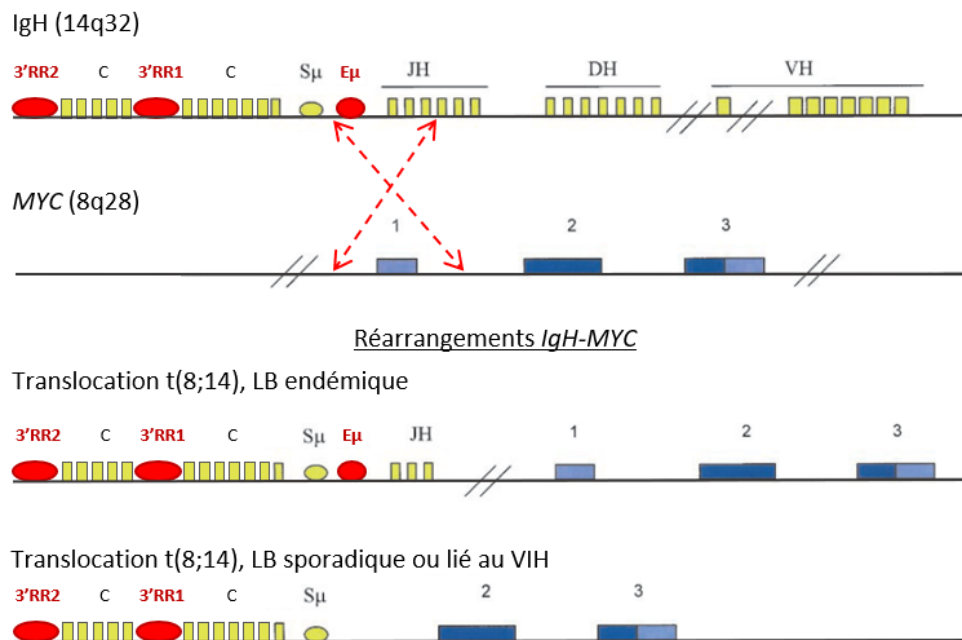 IgH (14q32)
3'RR2 C 3'RR1 C Sμ Eμ JH DH VH
MYC (8q28)
1 2 3
Réarrangements IgH-MYC
Translocation t(8;14), LB endémique
3'RR2 C 3'RR1 C Sμ Eμ JH 1 2 3
Translocation t(8;14), LB sporadique ou lié au VIH
3'RR2 C 3'RR1 C Sμ 2 3